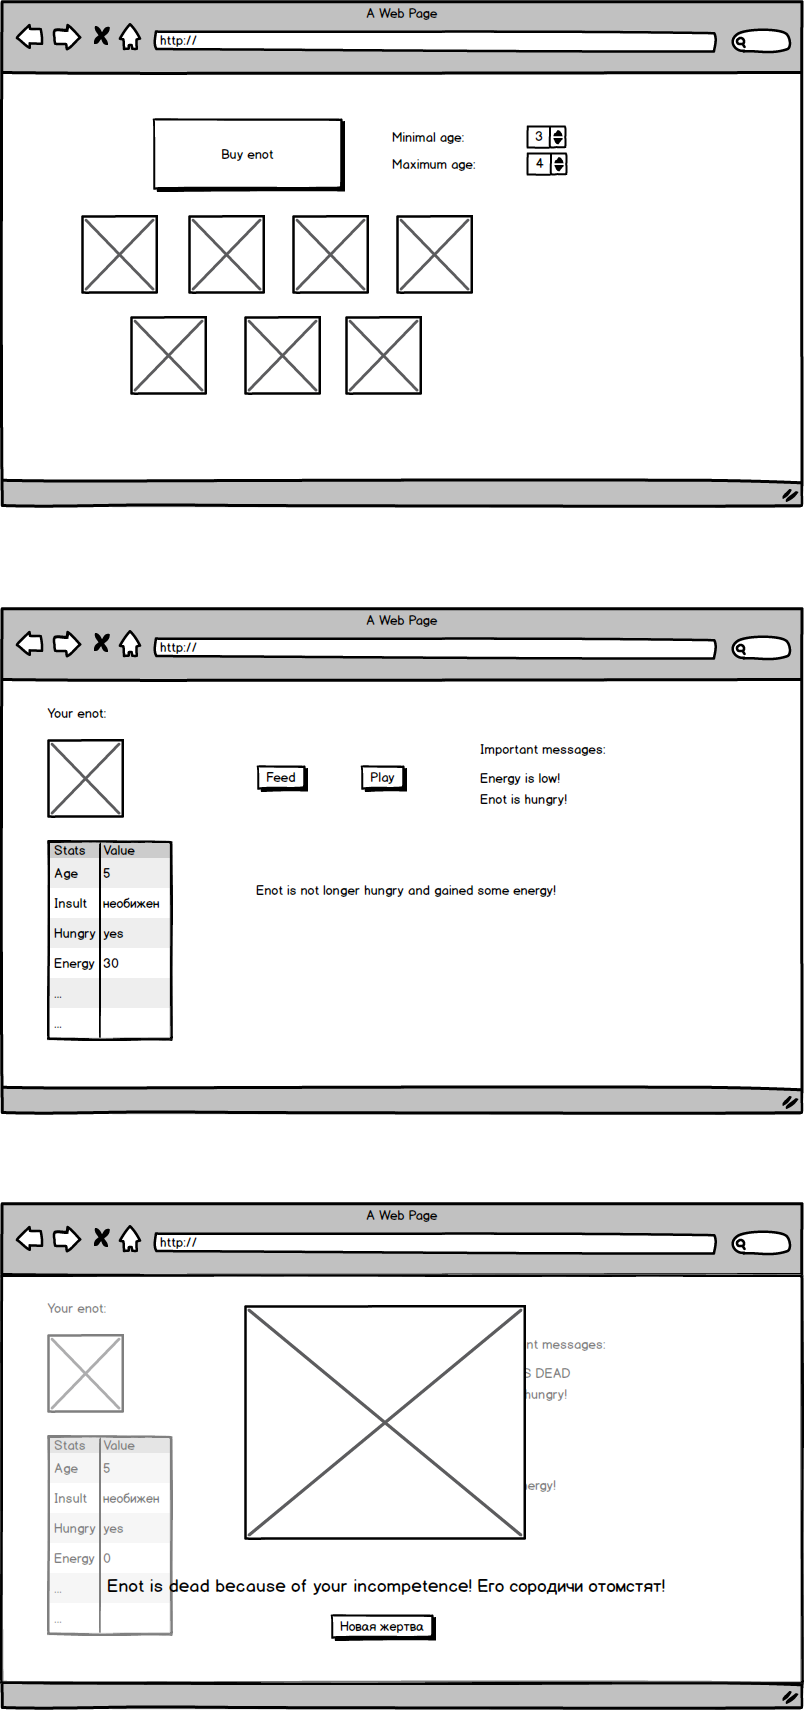 A Web Page
http://
Buy enot
Minimal age: 3
Maximum age: 4
A Web Page
http://
Your enot:
Feed
Play
Important messages:
Energy is low!
Enot is hungry!
Stats Value
Age 5
Insult необижен
Hungry yes
Energy 30
...
...
Enot is not longer hungry and gained some energy!
A Web Page
http://
Your enot:
nt messages:
S DEAD
hungry!
ergy!
Stats Value
Age 5
Insult необижен
Hungry yes
Energy 0
...
...
Enot is dead because of your incompetence! Его сородичи отомстят!
Новая жертва